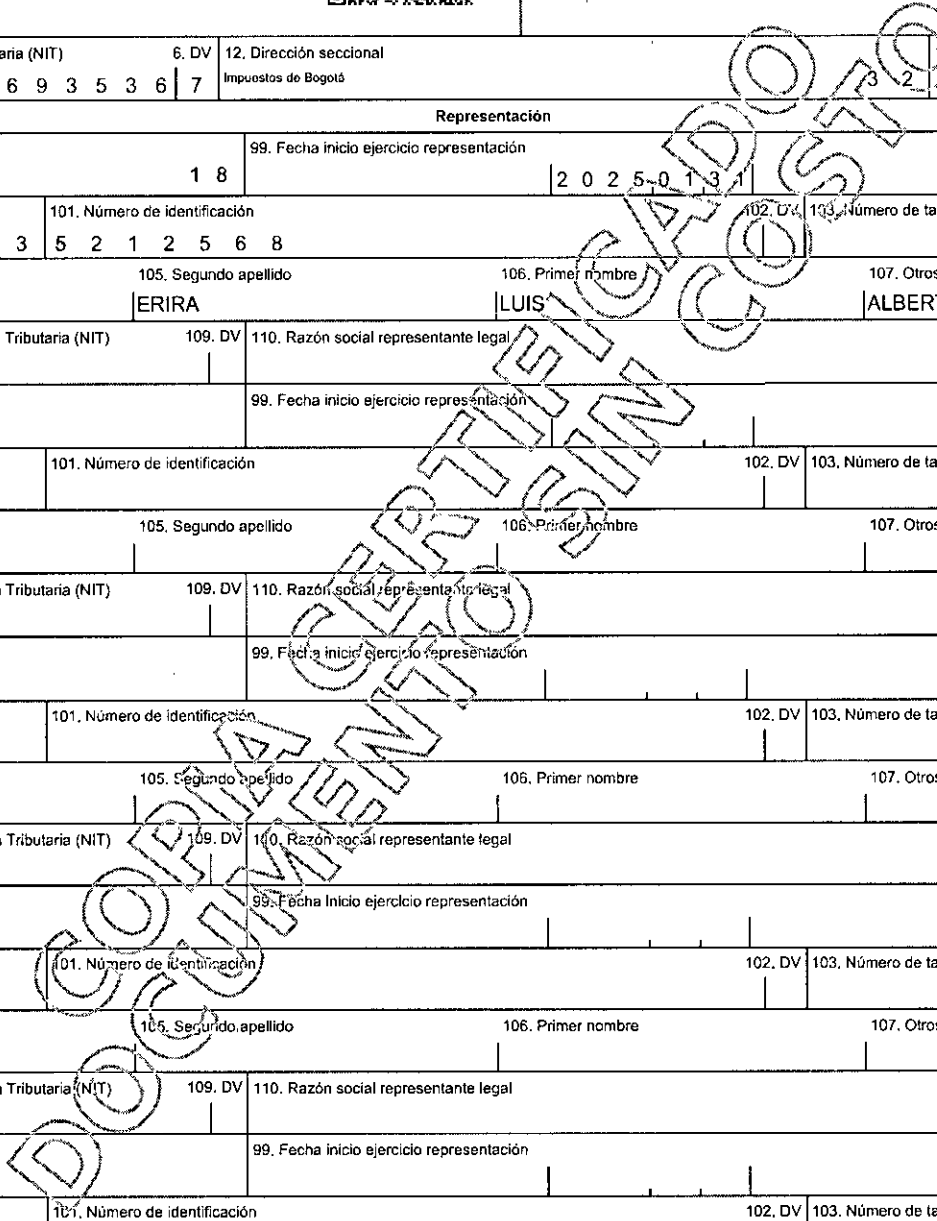 aria (NIT) 6. DV 12. Dirección seccional
6 9 3 5 3 6 7 Impuestos de Bogotá 3 2
Representación
99. Fecha inicio ejercicio representación
1 8 2 0 2 5 0 1 3 1
101. Número de identificación 102. DV 103. Número de ta
3 5 2 1 2 5 6 8
105. Segundo apellido 106. Primer nombre 107. Otros
ERIRA LUIS ALBERT
Tributaria (NIT) 109. DV 110. Razón social representante legal
99. Fecha inicio ejercicio representación
101. Número de identificación 102. DV 103. Número de ta
105. Segundo apellido 106. Primer nombre 107. Otros
Tributaria (NIT) 109. DV 110. Razón social representante legal
99. Fecha inicio ejercicio representación
101. Número de identificación 102. DV 103. Número de ta
105. Segundo apellido 106. Primer nombre 107. Otros
Tributaria (NIT) 109. DV 110. Razón social representante legal
99. Fecha Inicio ejercicio representación
101. Número de identificación 102. DV 103. Número de ta
105. Segundo apellido 106. Primer nombre 107. Otros
Tributaria (NIT) 109. DV 110. Razón social representante legal
99. Fecha inicio ejercicio representación
101. Número de identificación 102. DV 103. Número de ta
COPIA CERTIFICADO
DOCUMENTO SIN COSTO